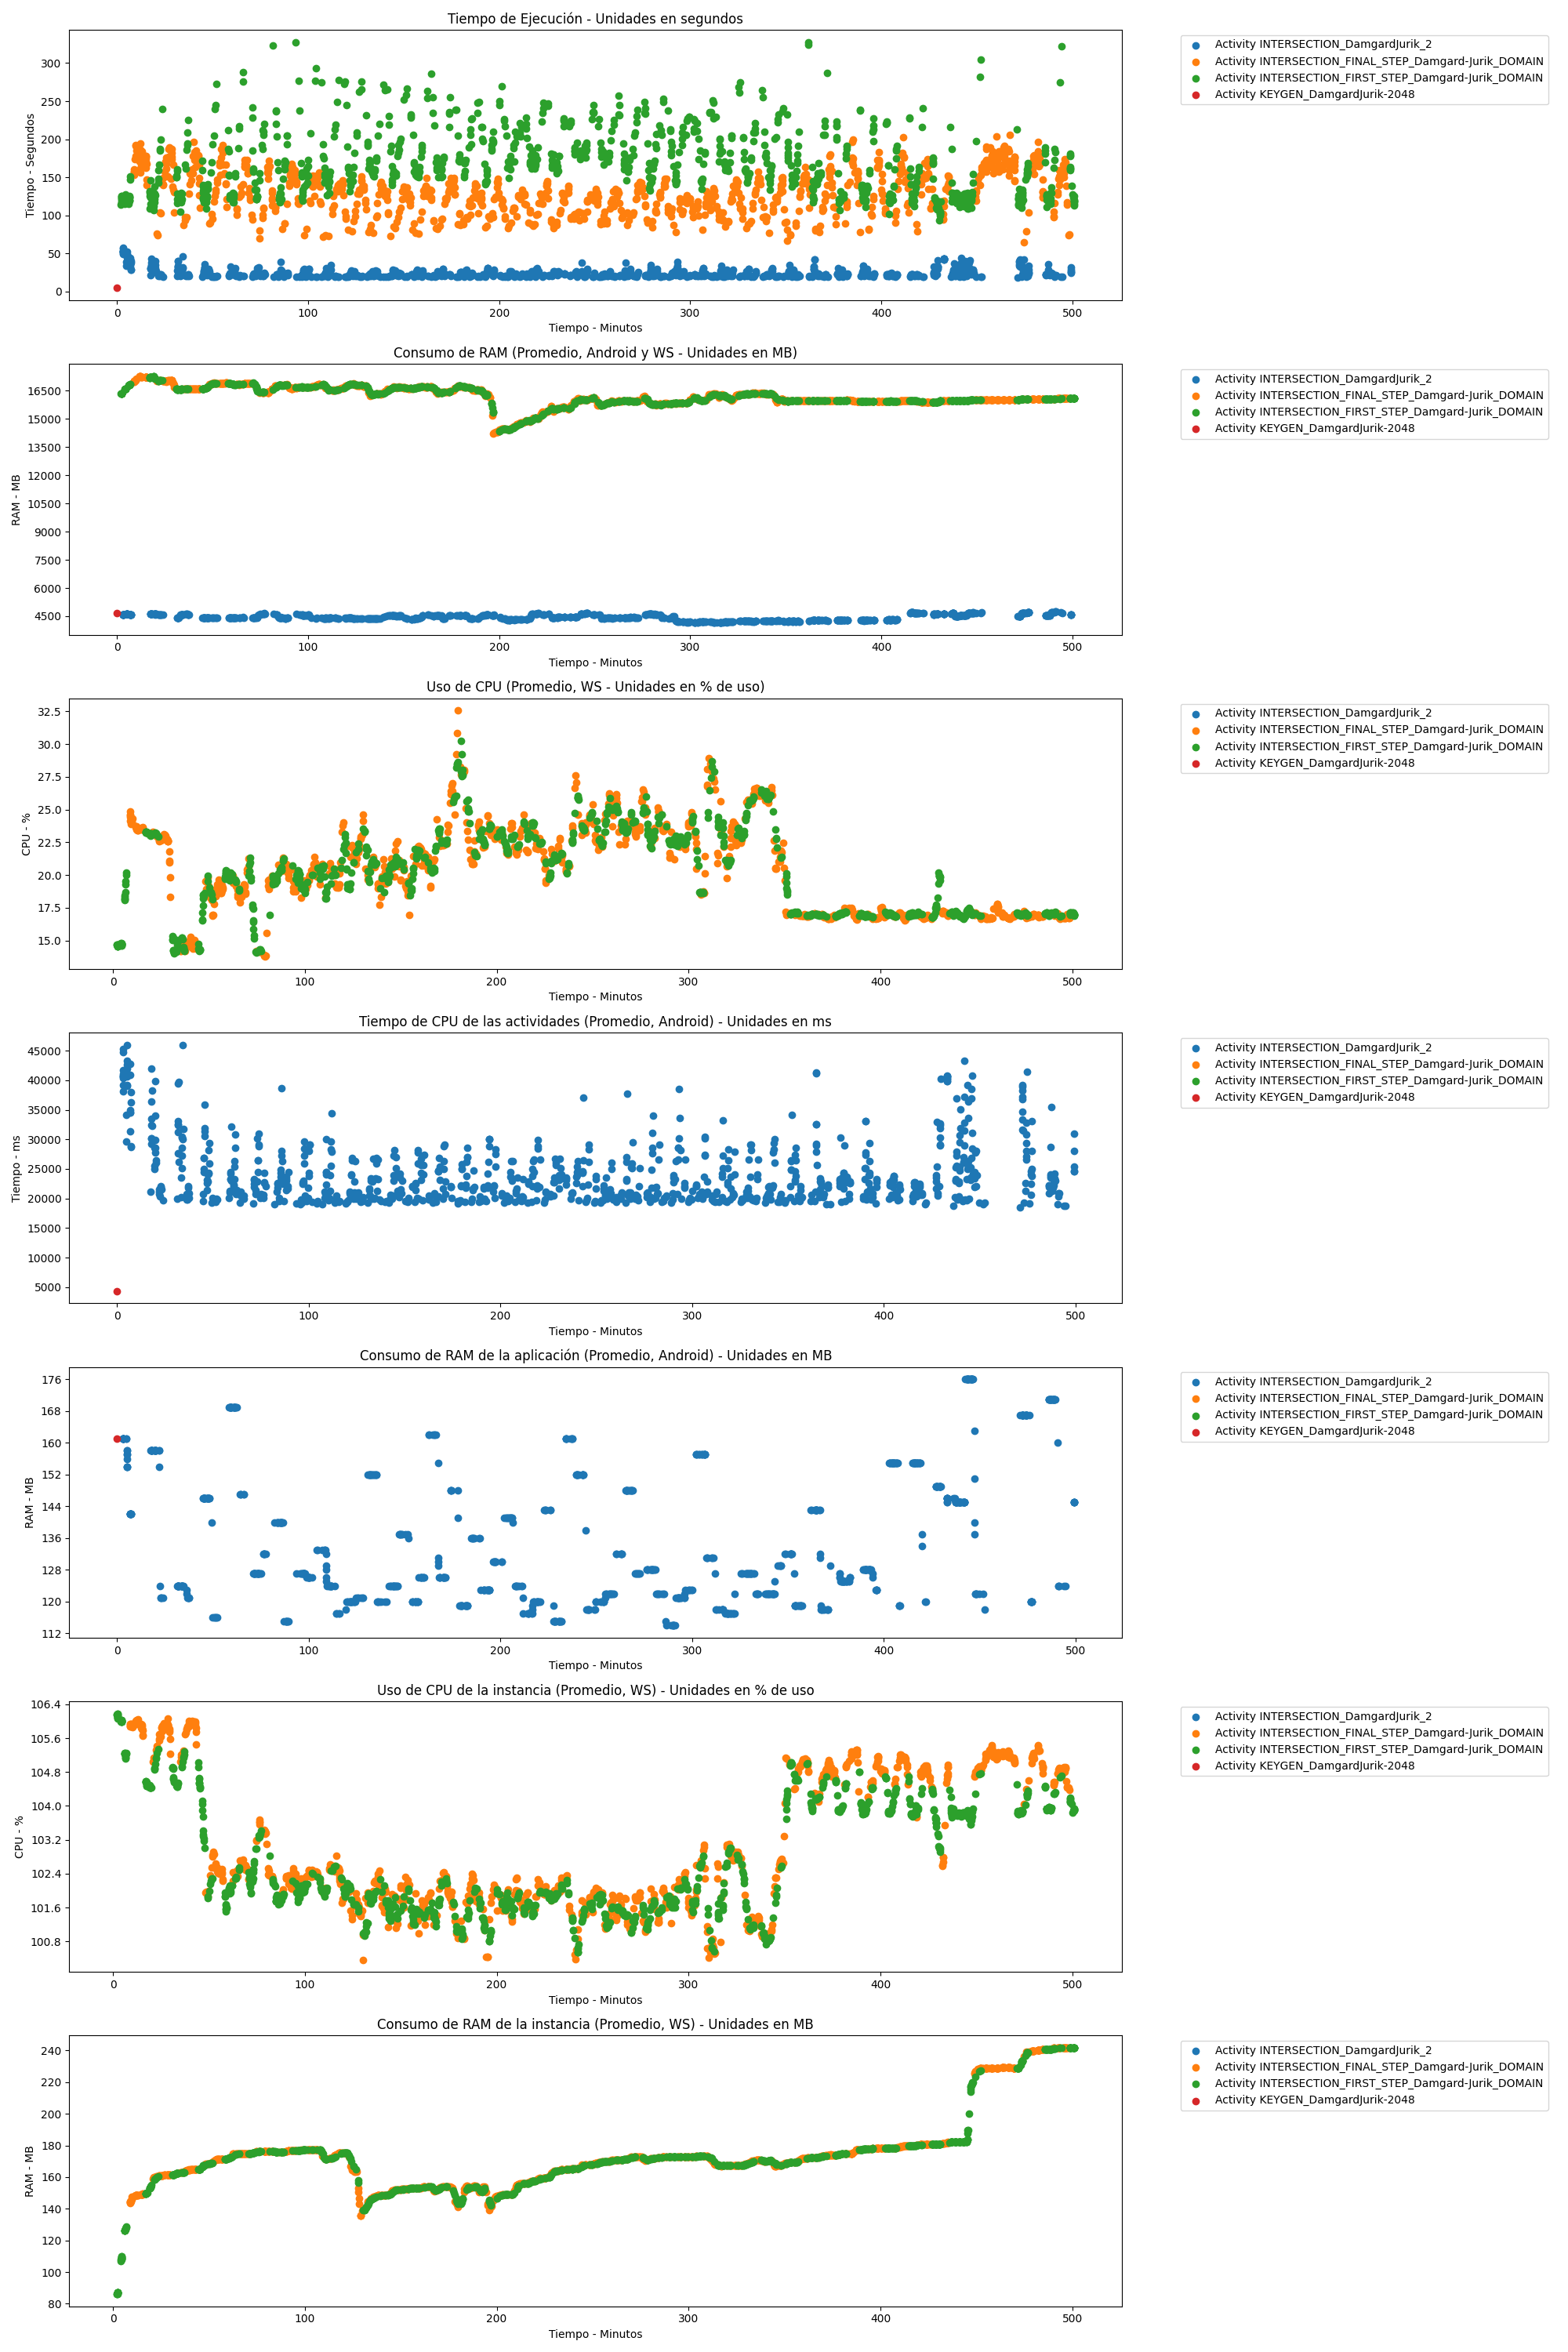 Tiempo de Ejecución - Unidades en segundos
Tiempo - Segundos
300
250
200
150
100
50
0
0 100 200 300 400 500
Tiempo - Minutos
Activity INTERSECTION_DamgardJurik_2
Activity INTERSECTION_FINAL_STEP_Damgard-Jurik_DOMAIN
Activity INTERSECTION_FIRST_STEP_Damgard-Jurik_DOMAIN
Activity KEYGEN_DamgardJurik-2048
Consumo de RAM (Promedio, Android y WS - Unidades en MB)
RAM - MB
16500
15000
13500
12000
10500
9000
7500
6000
4500
0 100 200 300 400 500
Tiempo - Minutos
Activity INTERSECTION_DamgardJurik_2
Activity INTERSECTION_FINAL_STEP_Damgard-Jurik_DOMAIN
Activity INTERSECTION_FIRST_STEP_Damgard-Jurik_DOMAIN
Activity KEYGEN_DamgardJurik-2048
Uso de CPU (Promedio, WS - Unidades en % de uso)
CPU - %
32.5
30.0
27.5
25.0
22.5
20.0
17.5
15.0
0 100 200 300 400 500
Tiempo - Minutos
Activity INTERSECTION_DamgardJurik_2
Activity INTERSECTION_FINAL_STEP_Damgard-Jurik_DOMAIN
Activity INTERSECTION_FIRST_STEP_Damgard-Jurik_DOMAIN
Activity KEYGEN_DamgardJurik-2048
Tiempo de CPU de las actividades (Promedio, Android) - Unidades en ms
Tiempo - ms
45000
40000
35000
30000
25000
20000
15000
10000
5000
0 100 200 300 400 500
Tiempo - Minutos
Activity INTERSECTION_DamgardJurik_2
Activity INTERSECTION_FINAL_STEP_Damgard-Jurik_DOMAIN
Activity INTERSECTION_FIRST_STEP_Damgard-Jurik_DOMAIN
Activity KEYGEN_DamgardJurik-2048
Consumo de RAM de la aplicación (Promedio, Android) - Unidades en MB
RAM - MB
176
168
160
152
144
136
128
120
112
0 100 200 300 400 500
Tiempo - Minutos
Activity INTERSECTION_DamgardJurik_2
Activity INTERSECTION_FINAL_STEP_Damgard-Jurik_DOMAIN
Activity INTERSECTION_FIRST_STEP_Damgard-Jurik_DOMAIN
Activity KEYGEN_DamgardJurik-2048
Uso de CPU de la instancia (Promedio, WS) - Unidades en % de uso
CPU - %
106.4
105.6
104.8
104.0
103.2
102.4
101.6
100.8
0 100 200 300 400 500
Tiempo - Minutos
Activity INTERSECTION_DamgardJurik_2
Activity INTERSECTION_FINAL_STEP_Damgard-Jurik_DOMAIN
Activity INTERSECTION_FIRST_STEP_Damgard-Jurik_DOMAIN
Activity KEYGEN_DamgardJurik-2048
Consumo de RAM de la instancia (Promedio, WS) - Unidades en MB
RAM - MB
240
220
200
180
160
140
120
100
80
0 100 200 300 400 500
Tiempo - Minutos
Activity INTERSECTION_DamgardJurik_2
Activity INTERSECTION_FINAL_STEP_Damgard-Jurik_DOMAIN
Activity INTERSECTION_FIRST_STEP_Damgard-Jurik_DOMAIN
Activity KEYGEN_DamgardJurik-2048